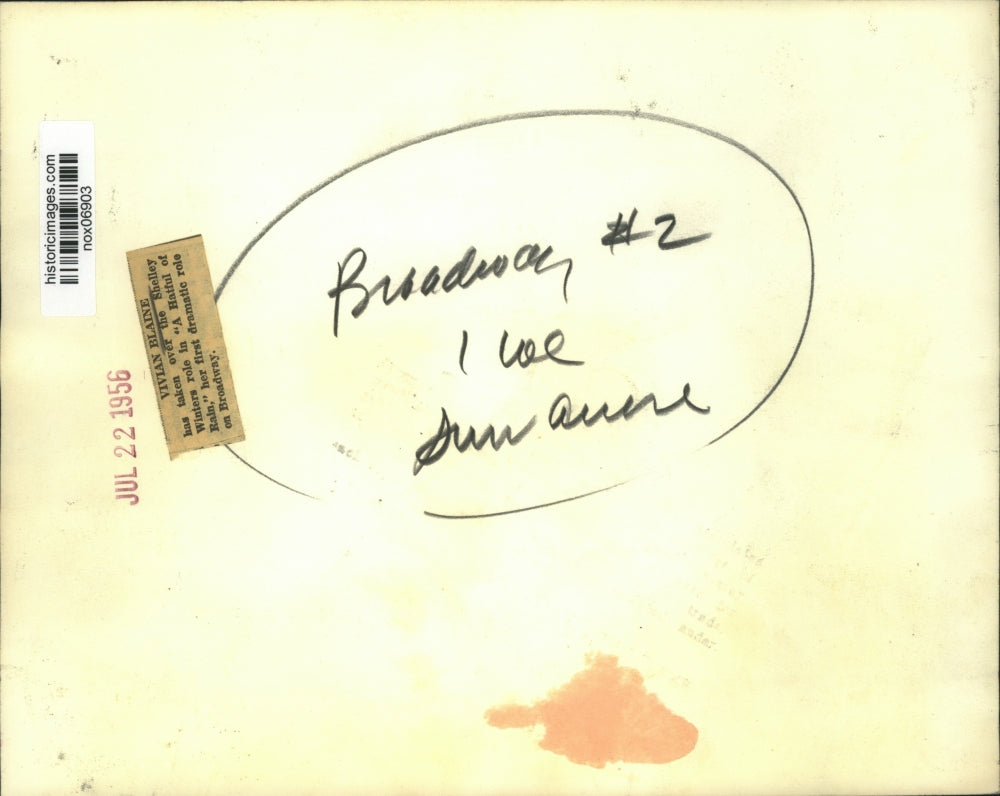 historicimages.com
nox06903
VIVIAN BLAINE
has taken over the Shelley
Winters role in "A Hatful of
Rain," her first dramatic role
on Broadway.
JUL 22 1956
Broadway #2
1 col
Sun